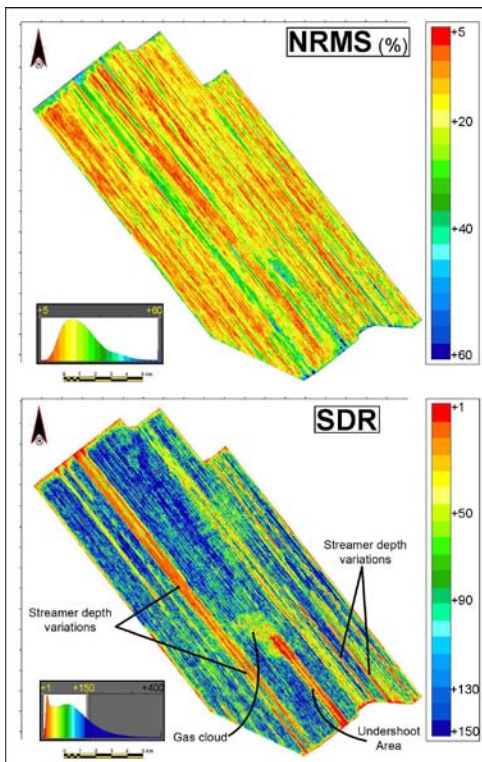 NRMS (%)
+5
+20
+40
+60
+5
+60
SDR
+1
+50
+90
+130
+150
Streamer depth
variations
Streamer depth
variations
Gas cloud
Undershoot
Area
+1
+150
+400